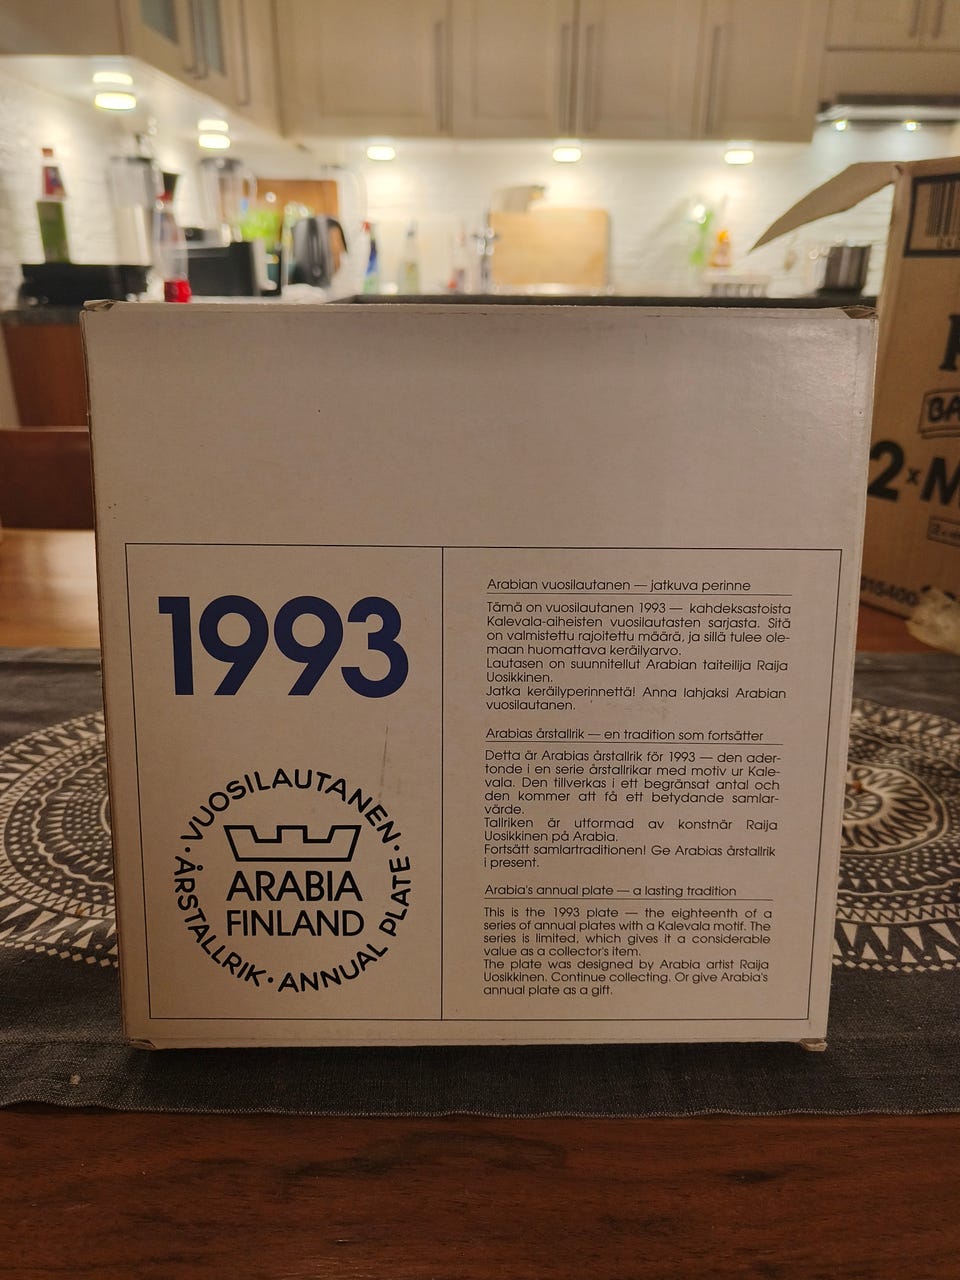 1993
VUOSILAUTANEN · ANNUAL PLATE · ÅRSTALLRIK ·
ARABIA
FINLAND
Arabian vuosilautanen — jatkuva perinne
Tämä on vuosilautanen 1993 — kahdeksastoista
Kalevala-aiheisten vuosilautasten sarjasta. Sitä
on valmistettu rajoitettu määrä, ja sillä tulee ole-
maan huomattava keräilyarvo.
Lautasen on suunnitellut Arabian taiteilija Raija
Uosikkinen.
Jatka keräilyperinnettä! Anna lahjaksi Arabian
vuosilautanen.
Arabias årstallrik — en tradition som fortsätter
Detta är Arabias årstallrik för 1993 — den ader-
tonde i en serie årstallrikar med motiv ur Kale-
vala. Den tillverkas i ett begränsat antal och
den kommer att få ett betydande samlar-
värde.
Tallriken är utformad av konstnär Raija
Uosikkinen på Arabia.
Fortsätt samlartraditionen! Ge Arabias årstallrik
i present.
Arabia's annual plate — a lasting tradition
This is the 1993 plate — the eighteenth of a
series of annual plates with a Kalevala motif. The
series is limited, which gives it a considerable
value as a collector's item.
The plate was designed by Arabia artist Raija
Uosikkinen. Continue collecting. Or give Arabia's
annual plate as a gift.
BA
2×M